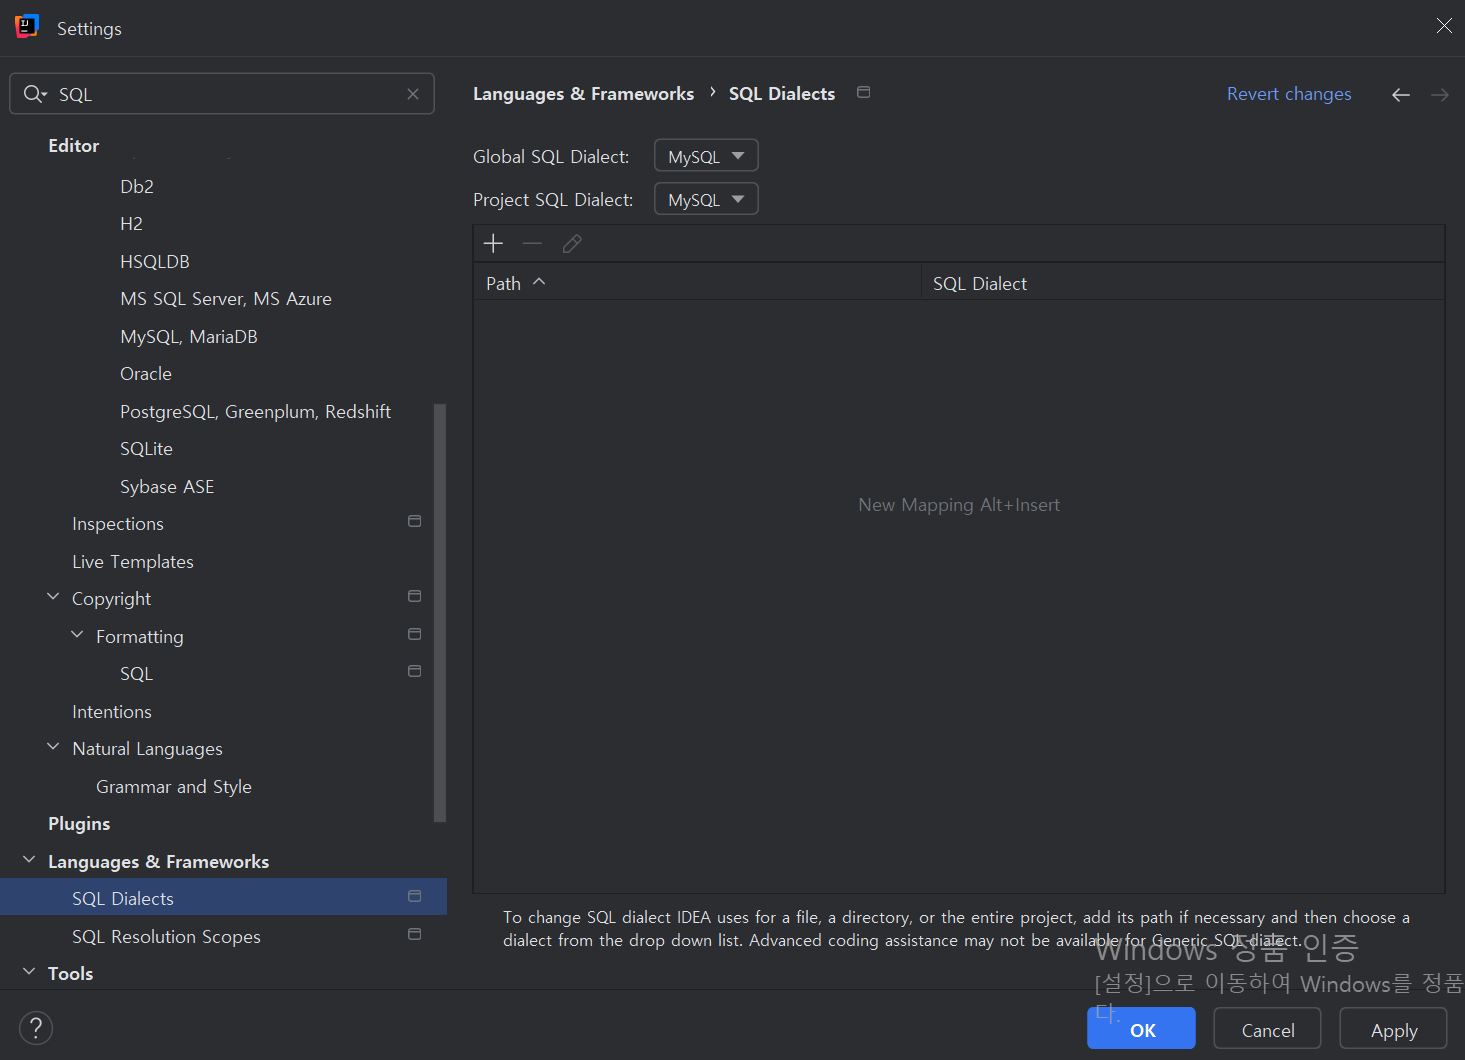 Settings
SQL
Languages & Frameworks › SQL Dialects
Revert changes
Editor
Db2
H2
HSQLDB
MS SQL Server, MS Azure
MySQL, MariaDB
Oracle
PostgreSQL, Greenplum, Redshift
SQLite
Sybase ASE
Inspections
Live Templates
Copyright
Formatting
SQL
Intentions
Natural Languages
Grammar and Style
Plugins
Languages & Frameworks
SQL Dialects
SQL Resolution Scopes
Tools
Global SQL Dialect: MySQL
Project SQL Dialect: MySQL
Path SQL Dialect
New Mapping Alt+Insert
To change SQL dialect IDEA uses for a file, a directory, or the entire project, add its path if necessary and then choose a
dialect from the drop down list. Advanced coding assistance may not be available for Generic SQL dialect.
Windows 정품 인증
[설정]으로 이동하여 Windows를 정품
다.
?
OK Cancel Apply